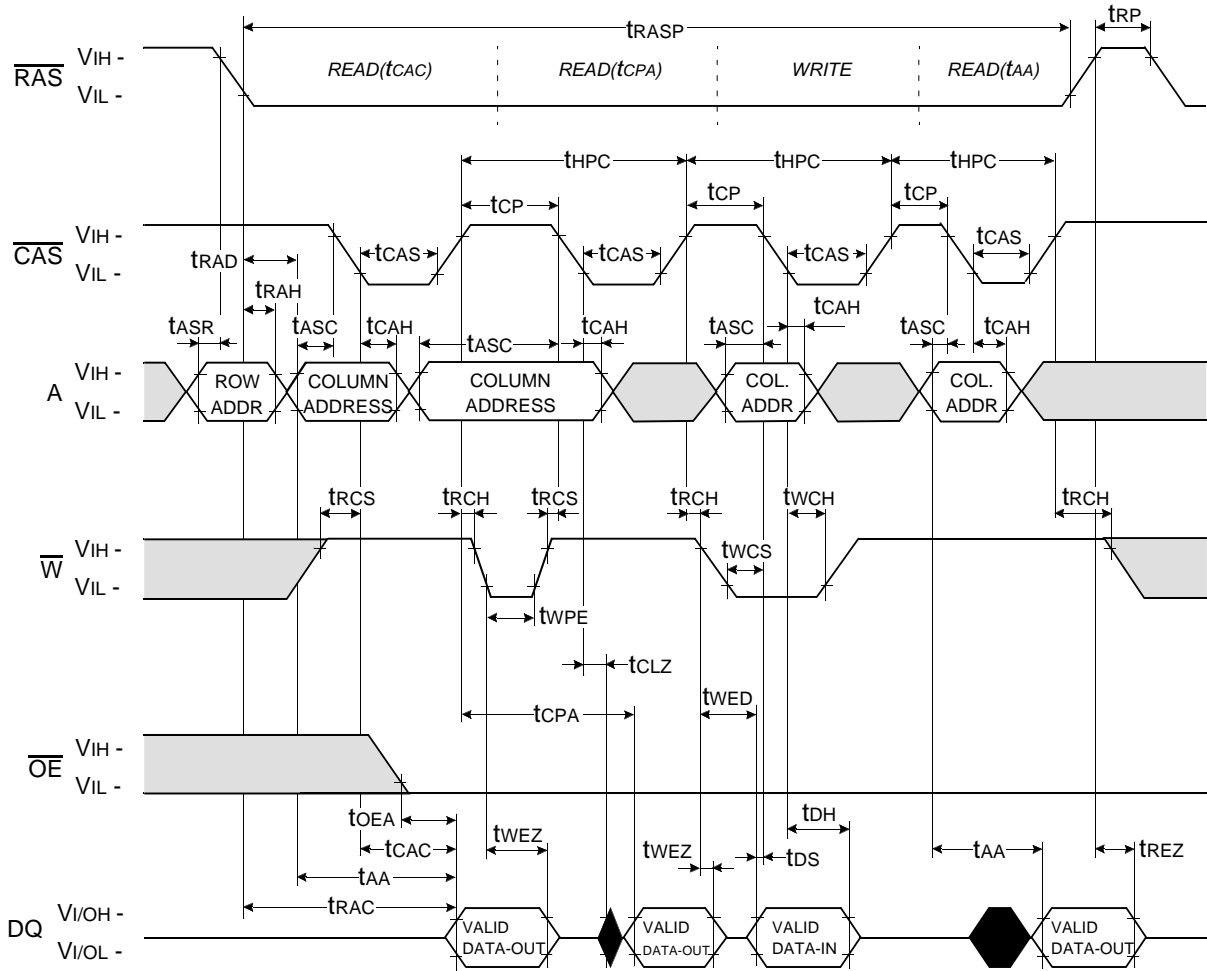 tRASP
tRP
RAS
VIH -
VIL -
READ(tCAC)
READ(tCPA)
WRITE
READ(tAA)
tHPC
tHPC
tHPC
tCP
tCP
tCP
CAS
VIH -
VIL -
tCAS
tCAS
tCAS
tCAS
tRAD
tRAH
tASR
tASC
tCAH
tASC
tCAH
tASC
tCAH
tASC
tCAH
A
VIH -
VIL -
ROW
ADDR
COLUMN
ADDRESS
COLUMN
ADDRESS
COL.
ADDR
COL.
ADDR
tRCS
tRCH
tRCS
tRCH
tWCH
tRCH
W
VIH -
VIL -
tWCS
tWPE
tCLZ
tCPA
tWED
OE
VIH -
VIL -
tOEA
tCAC
tAA
tRAC
tWEZ
tWEZ
tDH
tDS
tAA
tREZ
DQ
VI/OH -
VI/OL -
VALID
DATA-OUT
VALID
DATA-OUT
VALID
DATA-IN
VALID
DATA-OUT